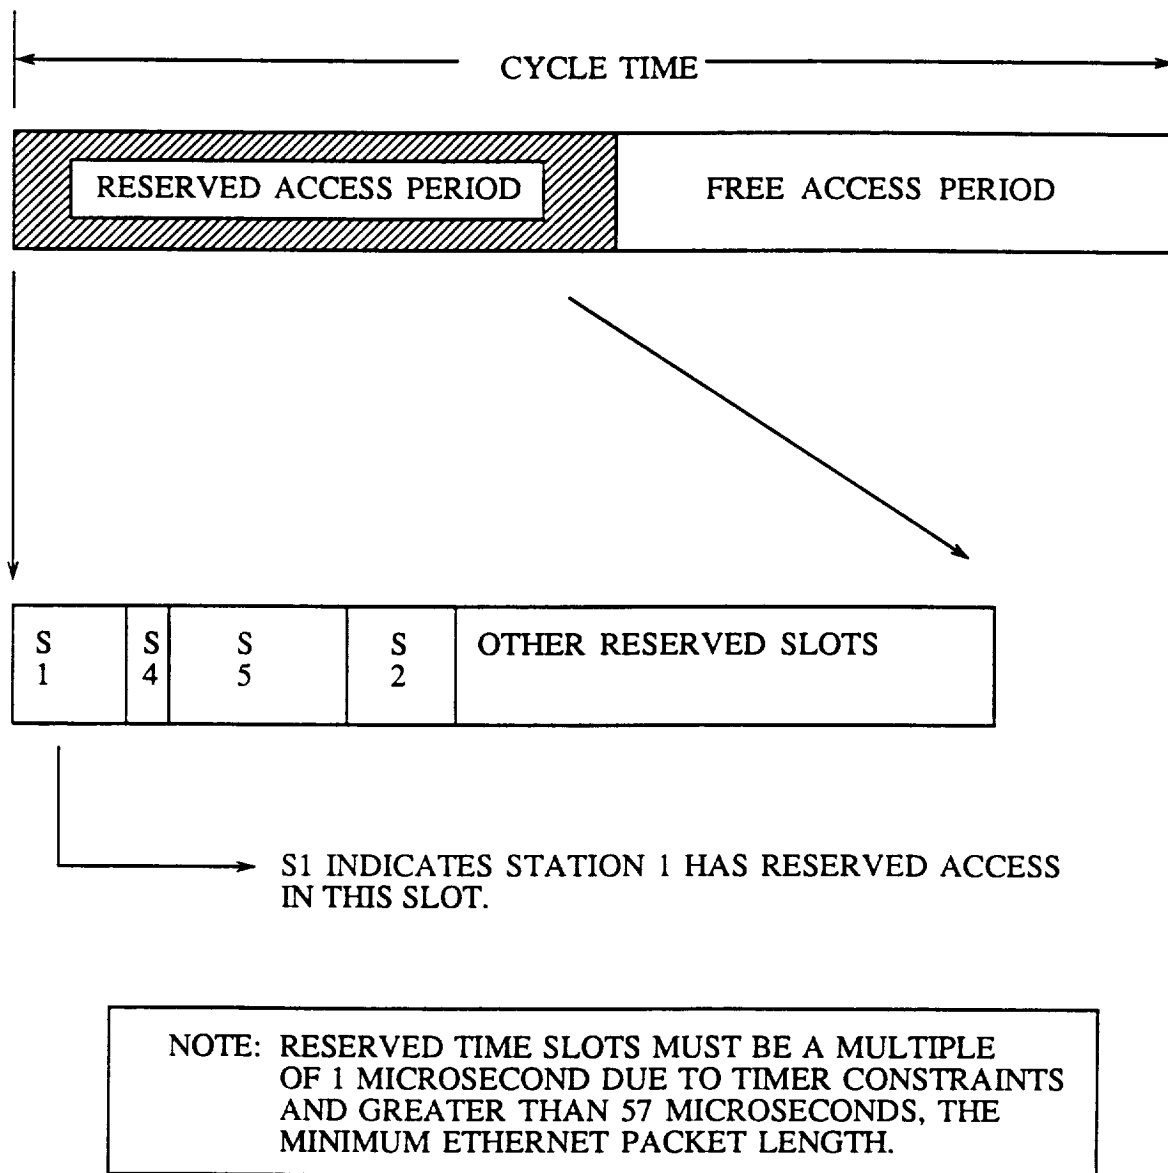 CYCLE TIME
RESERVED ACCESS PERIOD
FREE ACCESS PERIOD
S
1
S
4
S
5
S
2
OTHER RESERVED SLOTS
S1 INDICATES STATION 1 HAS RESERVED ACCESS
IN THIS SLOT.
NOTE: RESERVED TIME SLOTS MUST BE A MULTIPLE
OF 1 MICROSECOND DUE TO TIMER CONSTRAINTS
AND GREATER THAN 57 MICROSECONDS, THE
MINIMUM ETHERNET PACKET LENGTH.